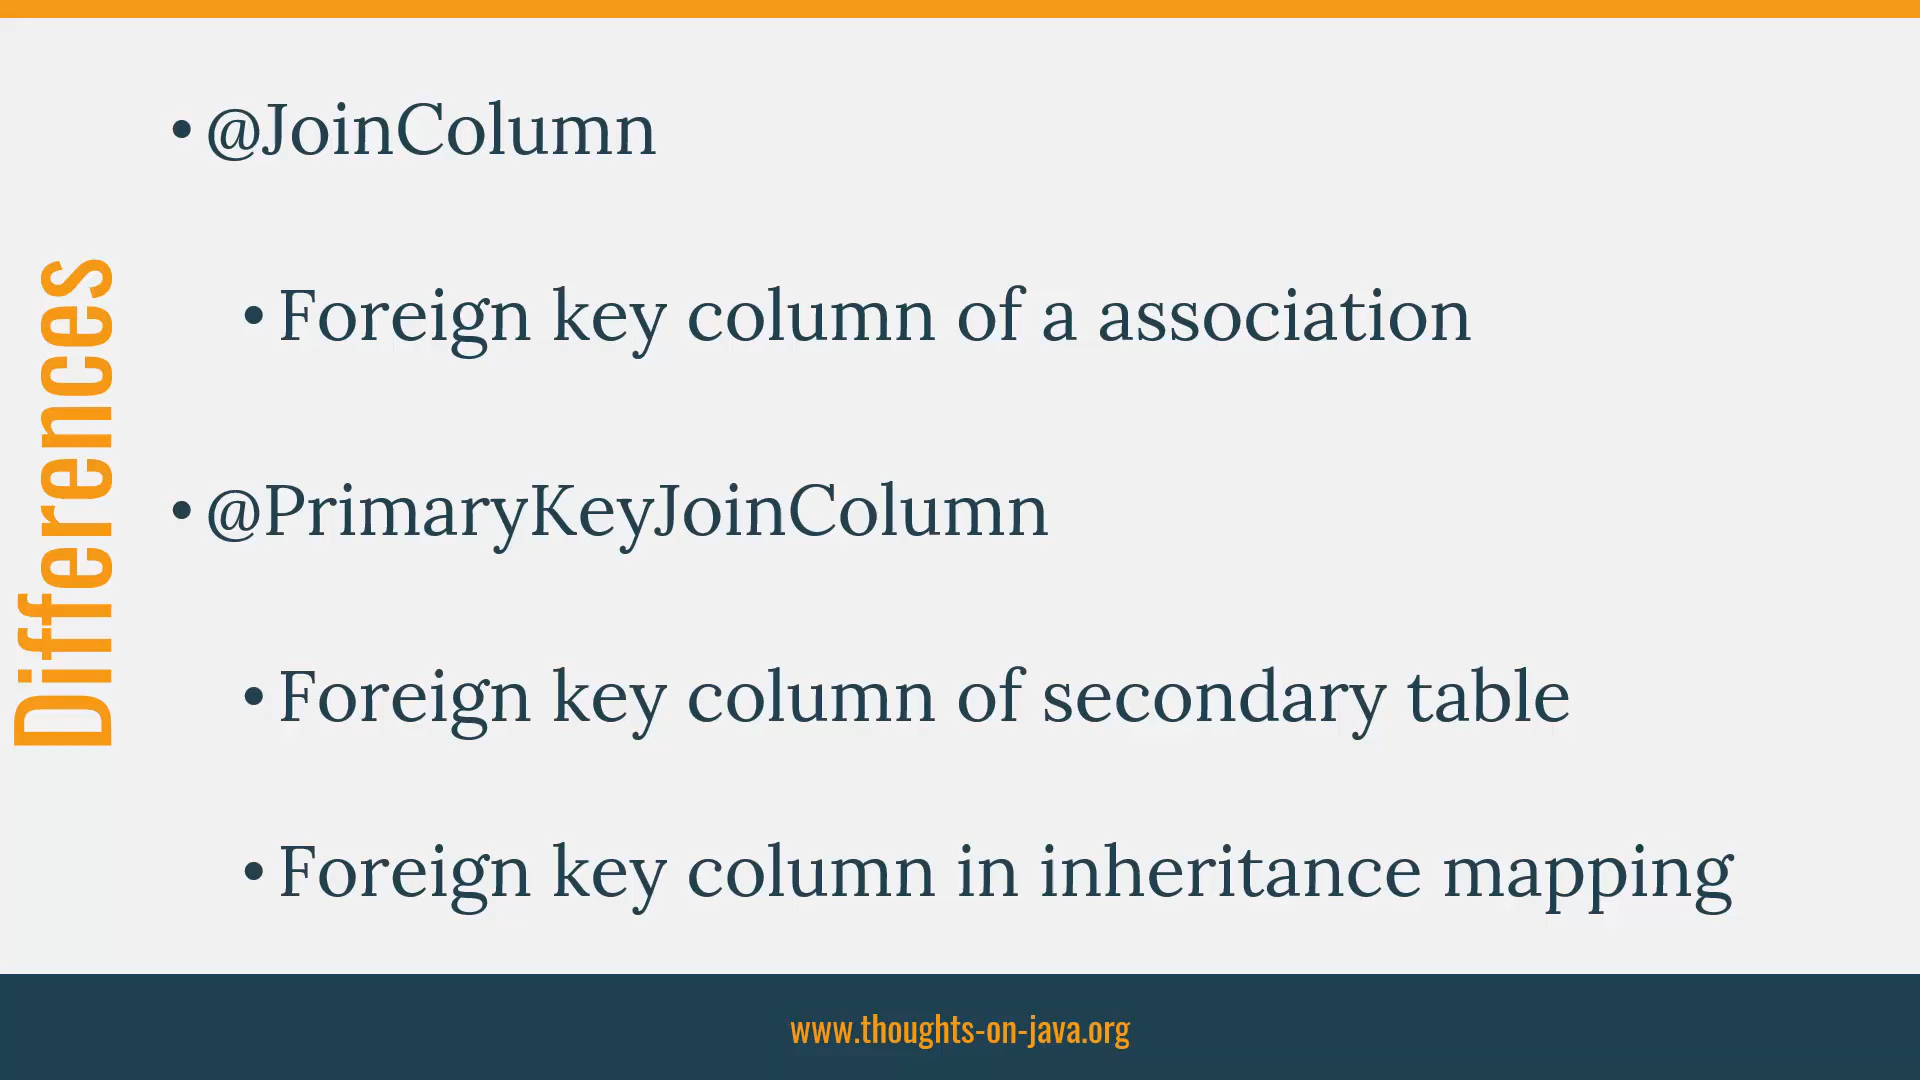 Differences
• @JoinColumn
• Foreign key column of a association
• @PrimaryKeyJoinColumn
• Foreign key column of secondary table
• Foreign key column in inheritance mapping
www.thoughts-on-java.org